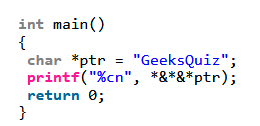 int main()
{
char *ptr = "GeeksQuiz";
printf("%cn", *&*&*ptr);
return 0;
}